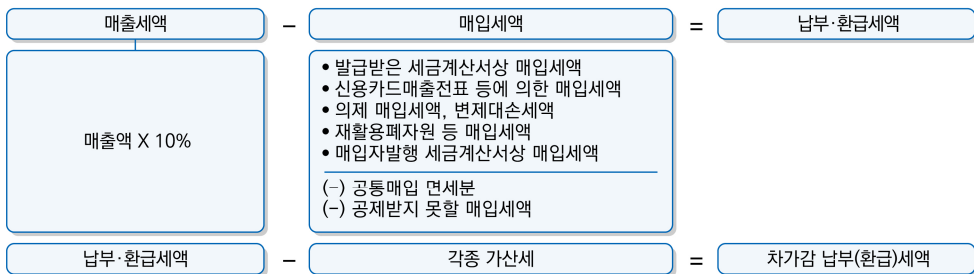 매출세액 – 매입세액 = 납부·환급세액
매출액 X 10%
• 발급받은 세금계산서상 매입세액
• 신용카드매출전표 등에 의한 매입세액
• 의제 매입세액, 변제대손세액
• 재활용폐자원 등 매입세액
• 매입자발행 세금계산서상 매입세액
(–) 공통매입 면세분
(–) 공제받지 못할 매입세액
납부·환급세액 – 각종 가산세 = 차가감 납부(환급)세액